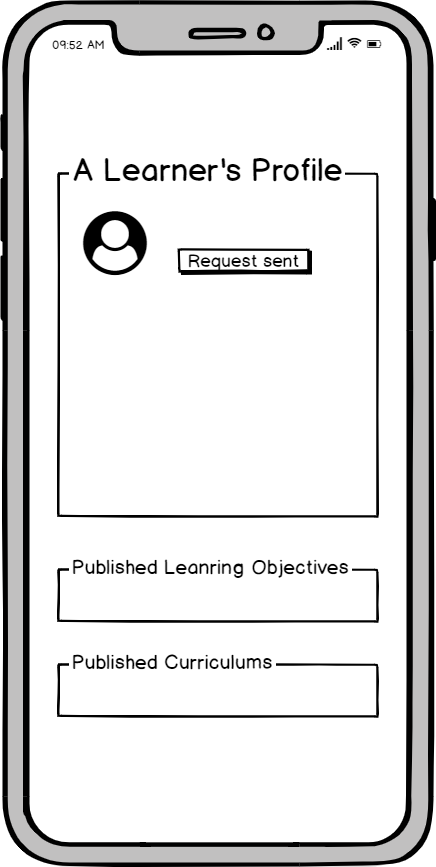 09:52 AM
A Learner's Profile
Request sent
Published Leanring Objectives
Published Curriculums